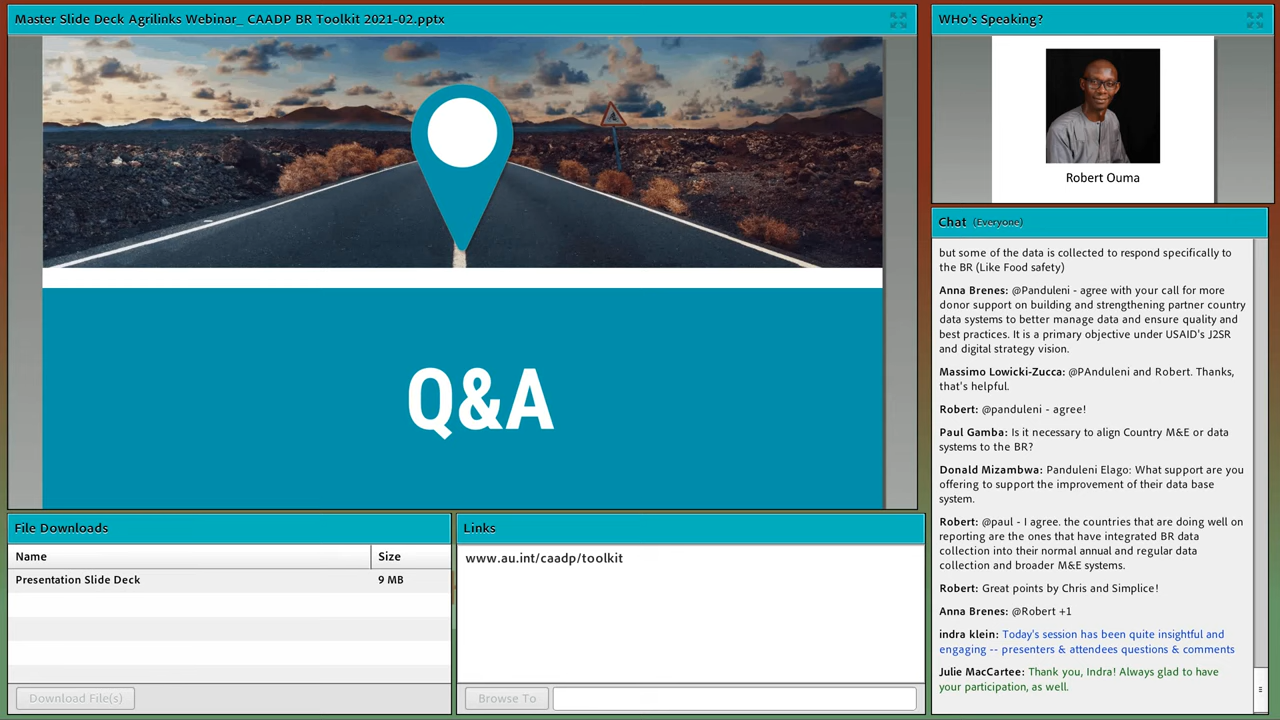 Master Slide Deck Agrilinks Webinar_ CAADP BR Toolkit 2021-02.pptx
Q&A
WHo's Speaking?
Robert Ouma
Chat (Everyone)
but some of the data is collected to respond specifically to
the BR (Like Food safety)
Anna Brenes: @Panduleni - agree with your call for more
donor support on building and strengthening partner country
data systems to better manage data and ensure quality and
best practices. It is a primary objective under USAID's J2SR
and digital strategy vision.
Massimo Lowicki-Zucca: @PAnduleni and Robert. Thanks,
that's helpful.
Robert: @panduleni - agree!
Paul Gamba: Is it necessary to align Country M&E or data
systems to the BR?
Donald Mizambwa: Panduleni Elago: What support are you
offering to support the improvement of their data base
system.
Robert: @paul - I agree. the countries that are doing well on
reporting are the ones that have integrated BR data
collection into their normal annual and regular data
collection and broader M&E systems.
Robert: Great points by Chris and Simplice!
Anna Brenes: @Robert +1
indra klein: Today's session has been quite insightful and
engaging -- presenters & attendees questions & comments
Julie MacCartee: Thank you, Indra! Always glad to have
your participation, as well.
File Downloads
Name Size
Presentation Slide Deck 9 MB
Download File(s)
Links
www.au.int/caadp/toolkit
Browse To